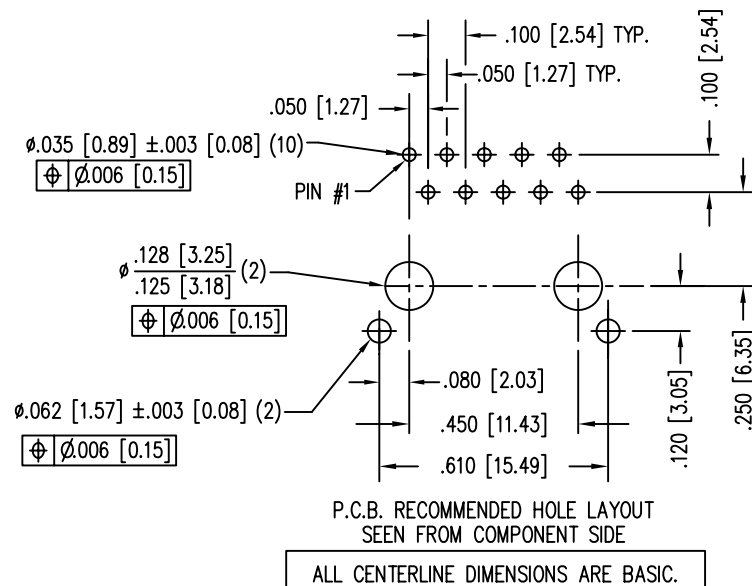 .100 [2.54] TYP.
.050 [1.27] TYP.
.100 [2.54]
.050 [1.27]
ø.035 [0.89] ±.003 [0.08] (10)
⌖ Ø.006 [0.15]
PIN #1
ø .128 [3.25]
.125 [3.18] (2)
⌖ Ø.006 [0.15]
.250 [6.35]
.120 [3.05]
.080 [2.03]
ø.062 [1.57] ±.003 [0.08] (2)
.450 [11.43]
⌖ Ø.006 [0.15]
.610 [15.49]
P.C.B. RECOMMENDED HOLE LAYOUT
SEEN FROM COMPONENT SIDE
ALL CENTERLINE DIMENSIONS ARE BASIC.